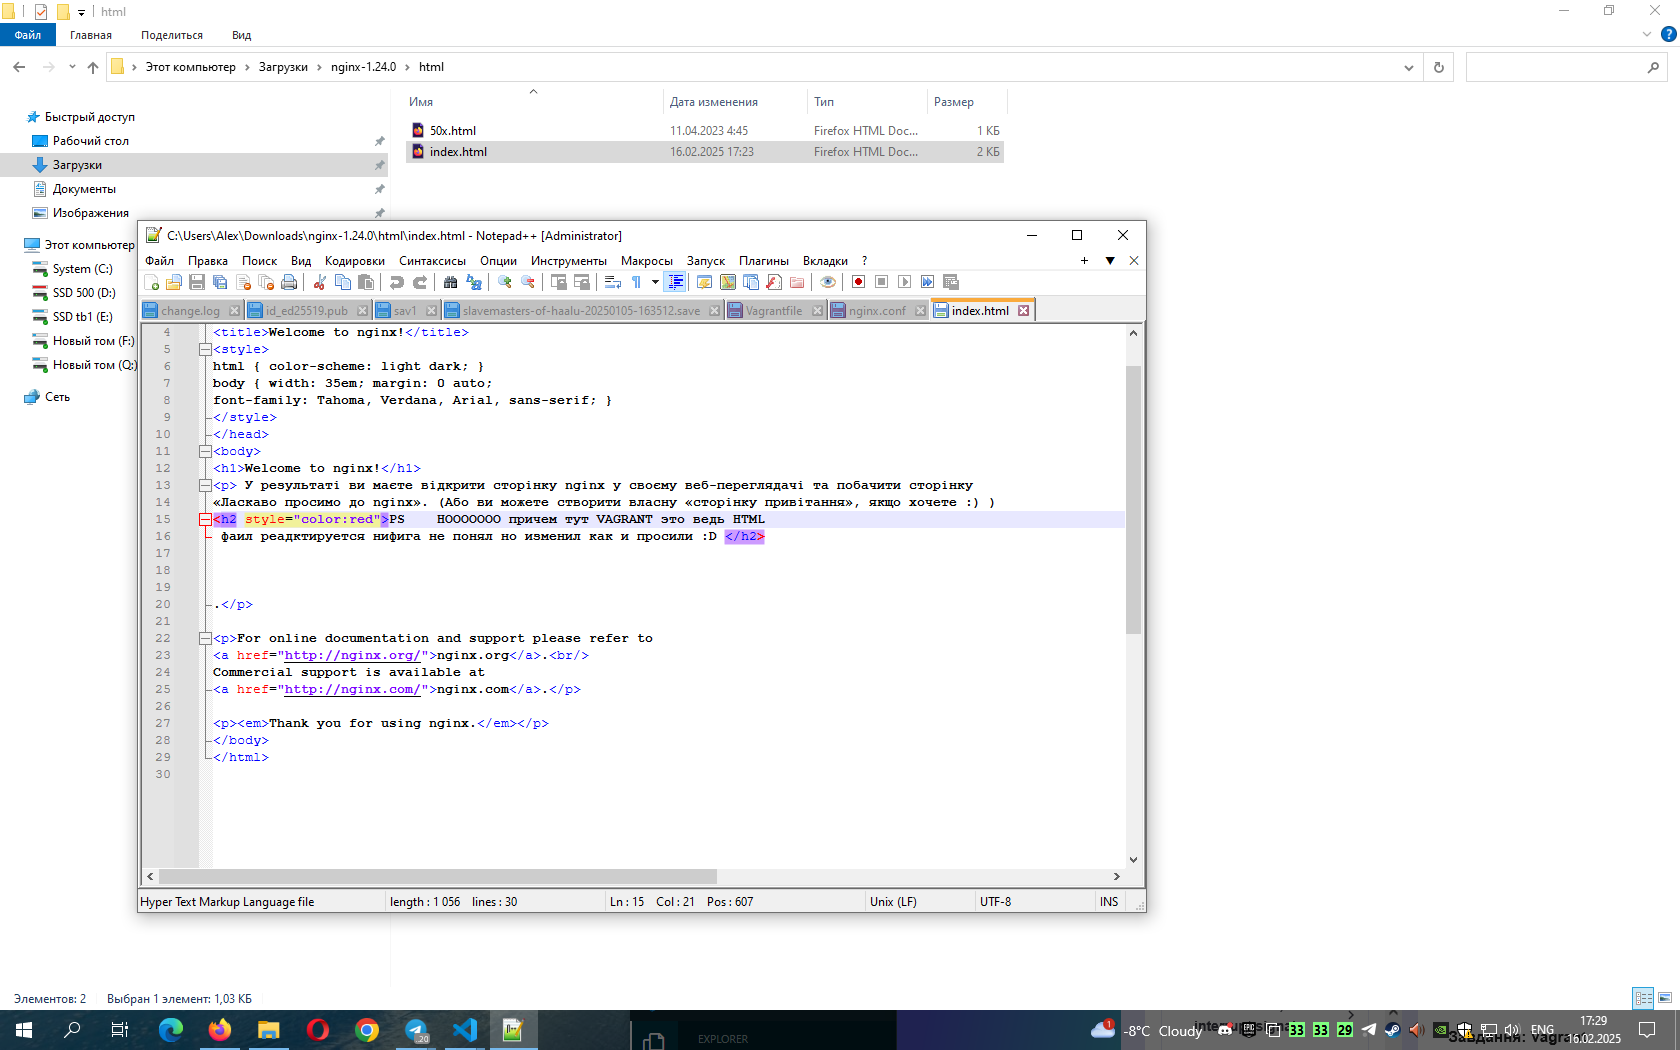 html
Файл Главная Поделиться Вид
Этот компьютер Загрузки nginx-1.24.0 html
Имя Дата изменения Тип Размер
Быстрый доступ
50x.html 11.04.2023 4:45 Firefox HTML Doc... 1 КБ
Рабочий стол
index.html 16.02.2025 17:23 Firefox HTML Doc... 2 КБ
Загрузки
Документы
Изображения
Этот компьютер
System (C:)
SSD 500 (D:)
SSD tb1 (E:)
Новый том (F:)
Новый том (Q:)
Сеть
C:\Users\Alex\Downloads\nginx-1.24.0\html\index.html - Notepad++ [Administrator]
Файл Правка Поиск Вид Кодировки Синтаксисы Опции Инструменты Макросы Запуск Плагины Вкладки ?
change.log id_ed25519.pub sav1 slavemasters-of-haalu-20250105-163512.save Vagrantfile nginx.conf index.html
4 <title>Welcome to nginx!</title>
5 <style>
6 html { color-scheme: light dark; }
7 body { width: 35em; margin: 0 auto;
8 font-family: Tahoma, Verdana, Arial, sans-serif; }
9 </style>
10 </head>
11 <body>
12 <h1>Welcome to nginx!</h1>
13 <p> У результаті ви маєте відкрити сторінку nginx у своєму веб-переглядачі та побачити сторінку
14 «Ласкаво просимо до nginx». (Або ви можете створити власну «сторінку привітання», якщо хочете :) )
15 <h2 style="color:red">PS    НООООООО причем тут VAGRANT это ведь HTML
16 фаил реадктируется нифига не понял но изменил как и просили :D </h2>
17
18
19
20 .</p>
21
22 <p>For online documentation and support please refer to
23 <a href="http://nginx.org/">nginx.org</a>.<br/>
24 Commercial support is available at
25 <a href="http://nginx.com/">nginx.com</a>.</p>
26
27 <p><em>Thank you for using nginx.</em></p>
28 </body>
29 </html>
30
Hyper Text Markup Language file length : 1 056 lines : 30 Ln : 15 Col : 21 Pos : 607 Unix (LF) UTF-8 INS
Элементов: 2 Выбран 1 элемент: 1,03 КБ
20 EXPLORER 1 -8°C Cloudy 33 33 29 ENG 17:29
16.02.2025